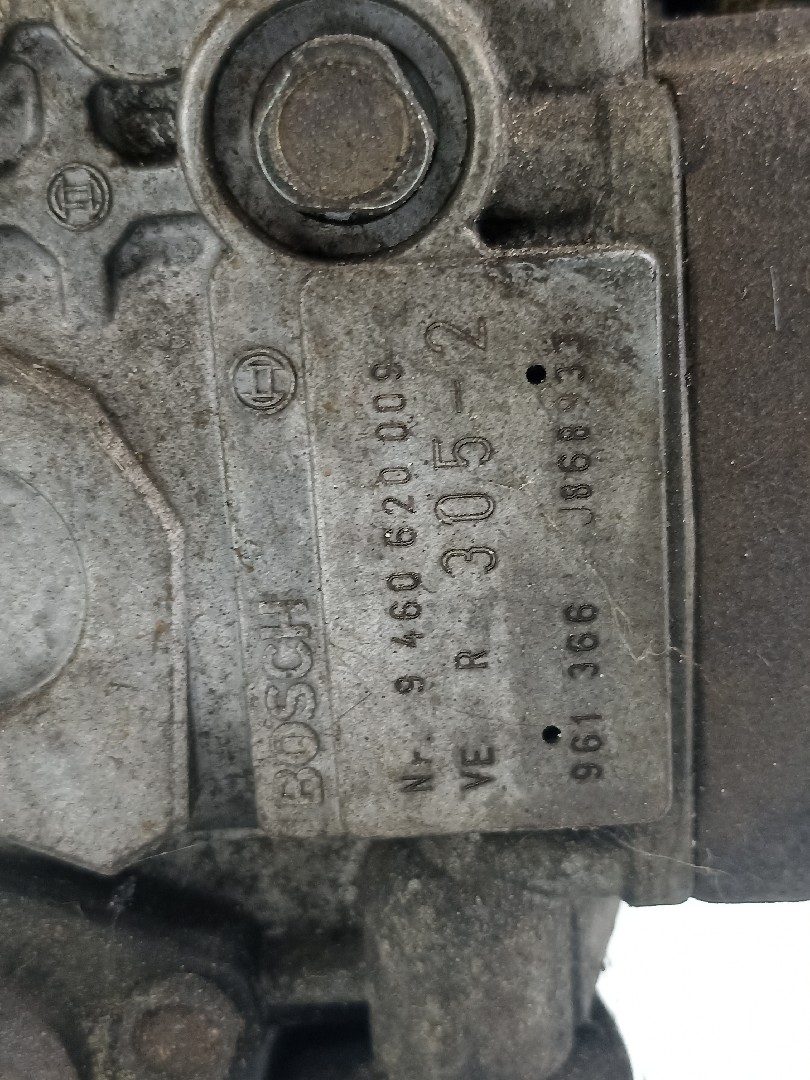 BOSCH
Nr. 9 460 620 009
VE R 305-2
961 366 J868933